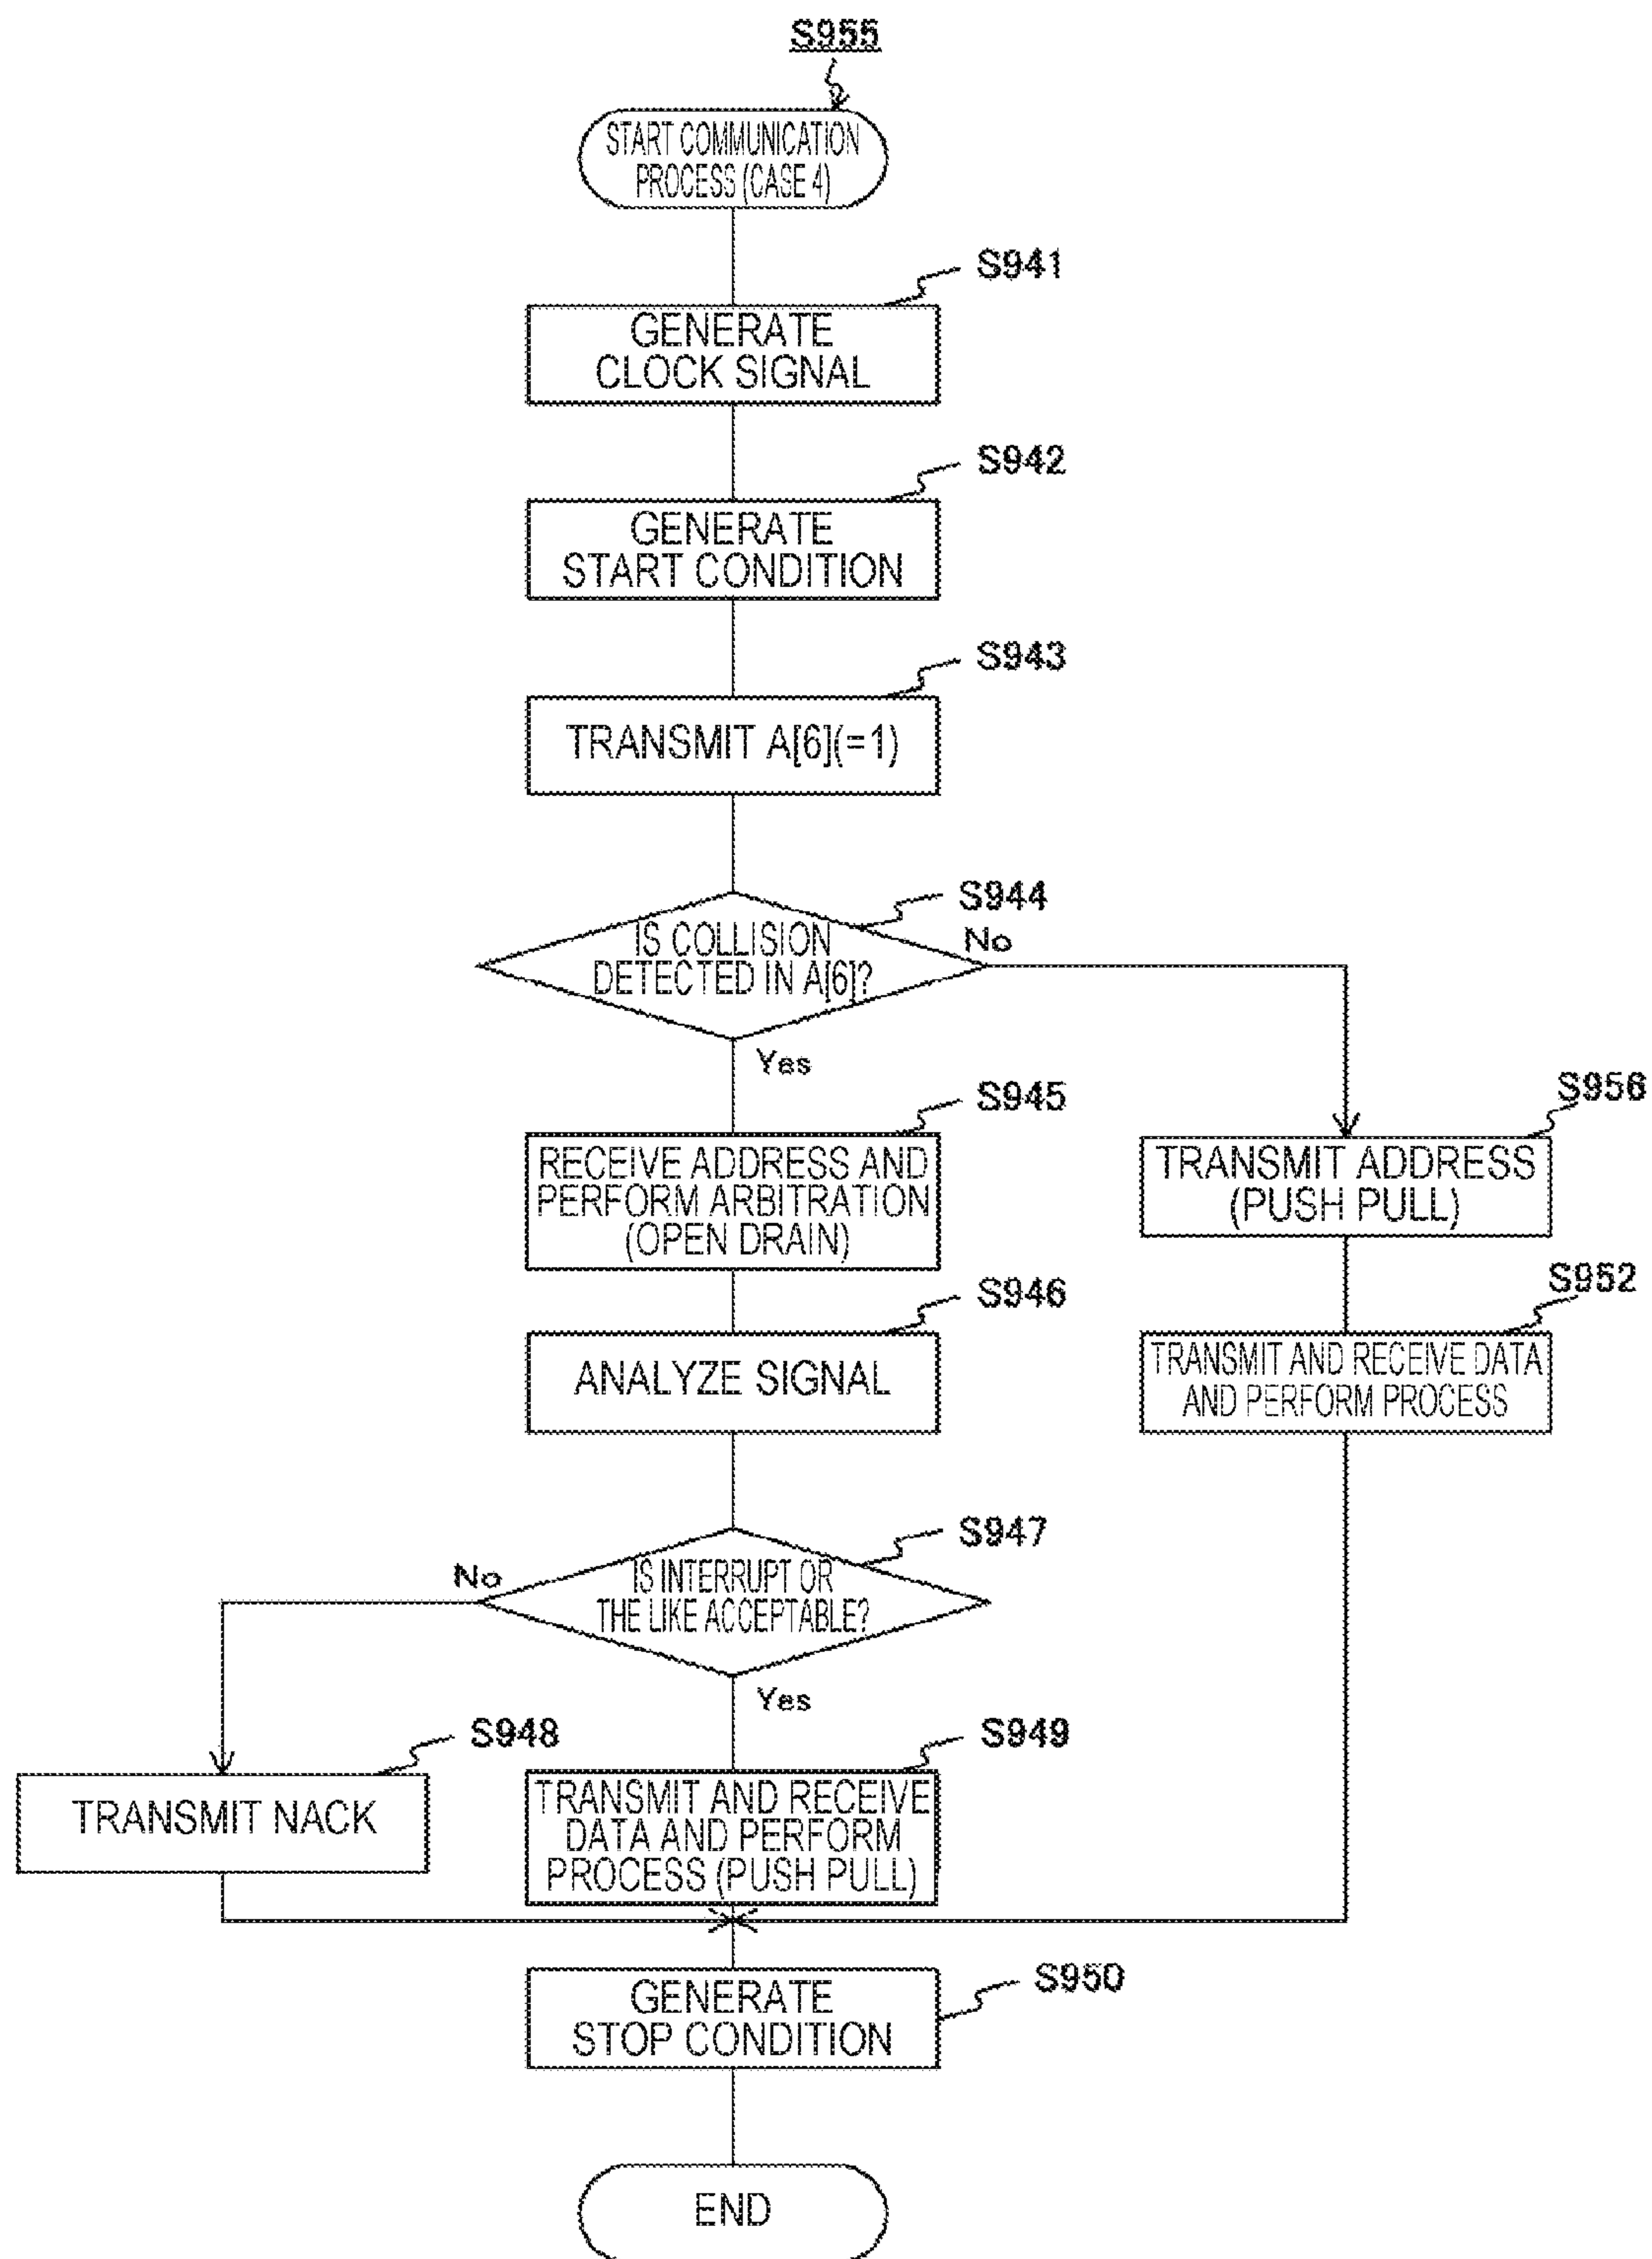 S955
START COMMUNICATION
PROCESS (CASE 4)
S941
GENERATE
CLOCK SIGNAL
S942
GENERATE
START CONDITION
S943
TRANSMIT A[6](=1)
S944
IS COLLISION
DETECTED IN A[6]?
No
Yes
S945
RECEIVE ADDRESS AND
PERFORM ARBITRATION
(OPEN DRAIN)
S956
TRANSMIT ADDRESS
(PUSH PULL)
S946
ANALYZE SIGNAL
S952
TRANSMIT AND RECEIVE DATA
AND PERFORM PROCESS
S947
IS INTERRUPT OR
THE LIKE ACCEPTABLE?
No
Yes
S948
TRANSMIT NACK
S949
TRANSMIT AND RECEIVE
DATA AND PERFORM
PROCESS (PUSH PULL)
S950
GENERATE
STOP CONDITION
END